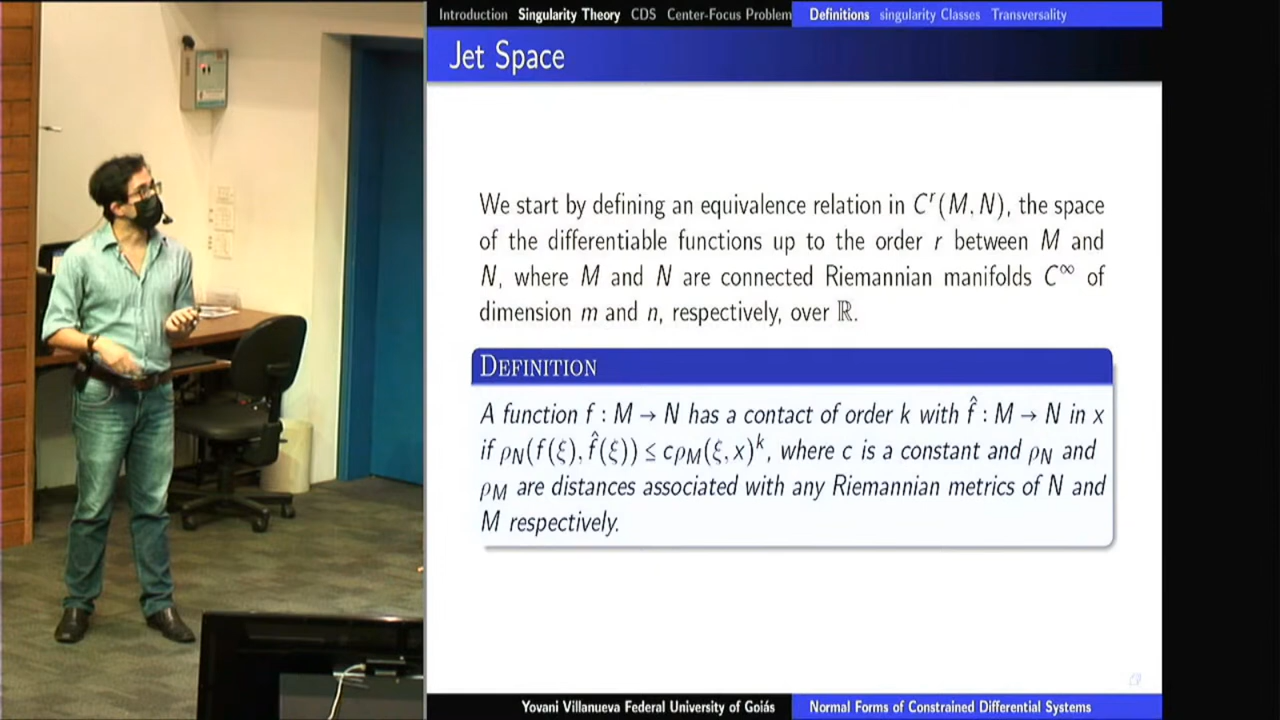 Introduction Singularity Theory CDS Center-Focus Problem Definitions singularity Classes Transversality
Jet Space
We start by defining an equivalence relation in Cʳ(M, N), the space
of the differentiable functions up to the order r between M and
N, where M and N are connected Riemannian manifolds C^∞ of
dimension m and n, respectively, over ℝ.
DEFINITION
A function f : M → N has a contact of order k with f̂ : M → N in x
if ρ_N(f(ξ), f̂(ξ)) ≤ cρ_M(ξ, x)^k, where c is a constant and ρ_N and
ρ_M are distances associated with any Riemannian metrics of N and
M respectively.
Yovani Villanueva Federal University of Goiás Normal Forms of Constrained Differential Systems